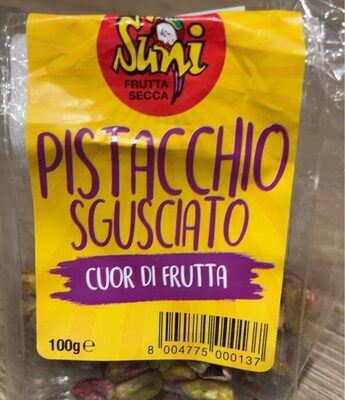 Suni
FRUTTA
SECCA
PISTACCHIO
SGUSCIATO
CUOR DI FRUTTA
100g℮
8 004775 000137